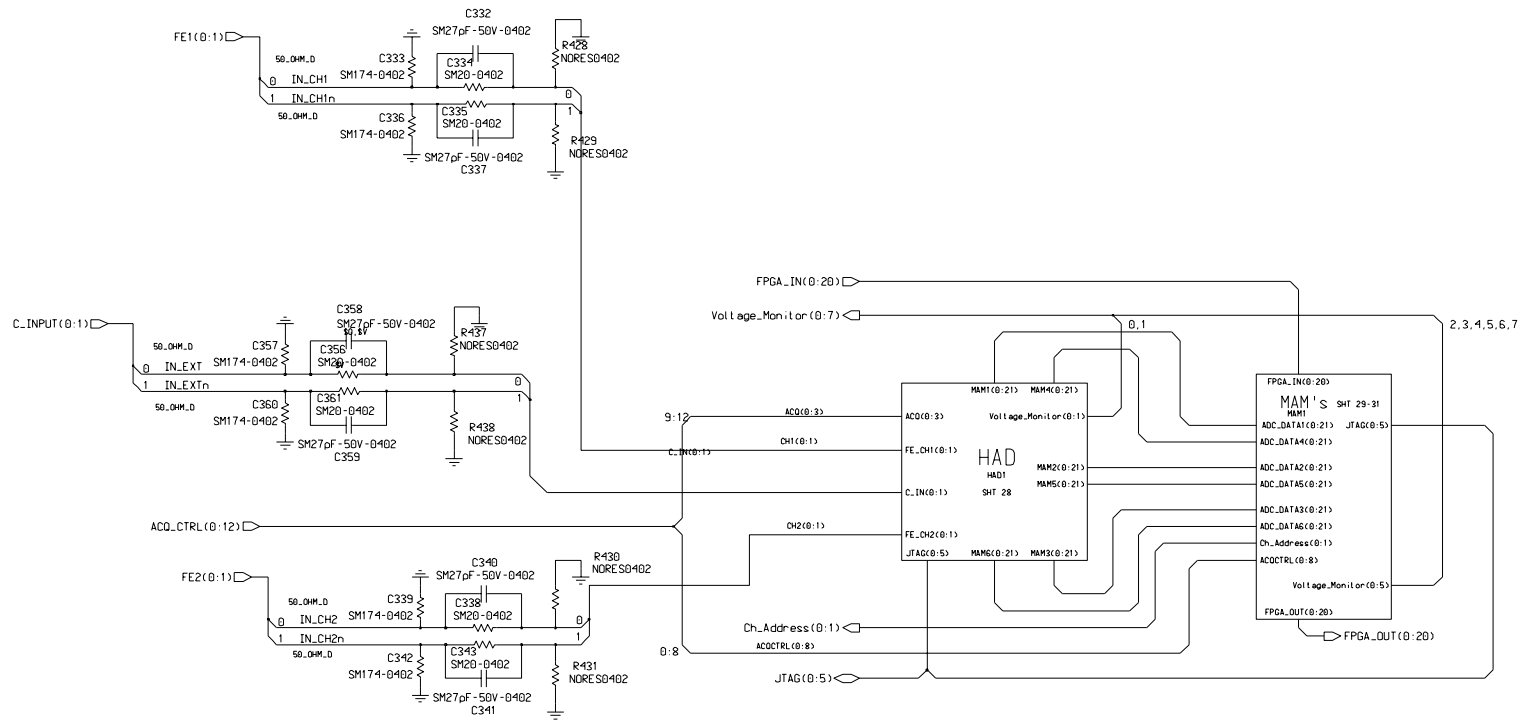 C332
SM27pF-50V-0402
FE1(0:1)
R428
NORES0402
50_OHM_D
C333
SM174-0402
C334
SM20-0402
0
IN_CH1
0
1
IN_CH1n
1
50_OHM_D
C336
SM174-0402
C335
SM20-0402
R429
NORES0402
SM27pF-50V-0402
C337
FPGA_IN(0:20)
Voltage_Monitor(0:7)
0,1
2,3,4,5,6,7
C358
SM27pF-50V-0402
C_INPUT(0:1)
R437
NORES0402
50_OHM_D
C357
SM174-0402
C356
SM20-0402
0
IN_EXT
0
1
IN_EXTn
1
50_OHM_D
C360
SM174-0402
C361
SM20-0402
R438
NORES0402
SM27pF-50V-0402
C359
MAM1(0:21)
MAM4(0:21)
9:12
ACQ(0:3)
ACQ(0:3)
Voltage_Monitor(0:1)
CH1(0:1)
C_IN(0:1)
FE_CH1(0:1)
HAD
HAD1
SHT 28
MAM2(0:21)
MAM5(0:21)
C_IN(0:1)
CH2(0:1)
FE_CH2(0:1)
JTAG(0:5)
MAM6(0:21)
MAM3(0:21)
FPGA_IN(0:20)
MAM's
SHT 29-31
MAM1
ADC_DATA1(0:21)
JTAG(0:5)
ADC_DATA4(0:21)
ADC_DATA2(0:21)
ADC_DATA5(0:21)
ADC_DATA3(0:21)
ADC_DATA6(0:21)
Ch_Address(0:1)
ACQCTRL(0:8)
Voltage_Monitor(0:5)
FPGA_OUT(0:20)
FPGA_OUT(0:20)
ACQ_CTRL(0:12)
C340
SM27pF-50V-0402
R430
NORES0402
FE2(0:1)
50_OHM_D
C339
SM174-0402
C338
SM20-0402
0
IN_CH2
0
1
IN_CH2n
1
50_OHM_D
C342
SM174-0402
C343
SM20-0402
R431
NORES0402
SM27pF-50V-0402
C341
Ch_Address(0:1)
0:8
ACQCTRL(0:8)
JTAG(0:5)